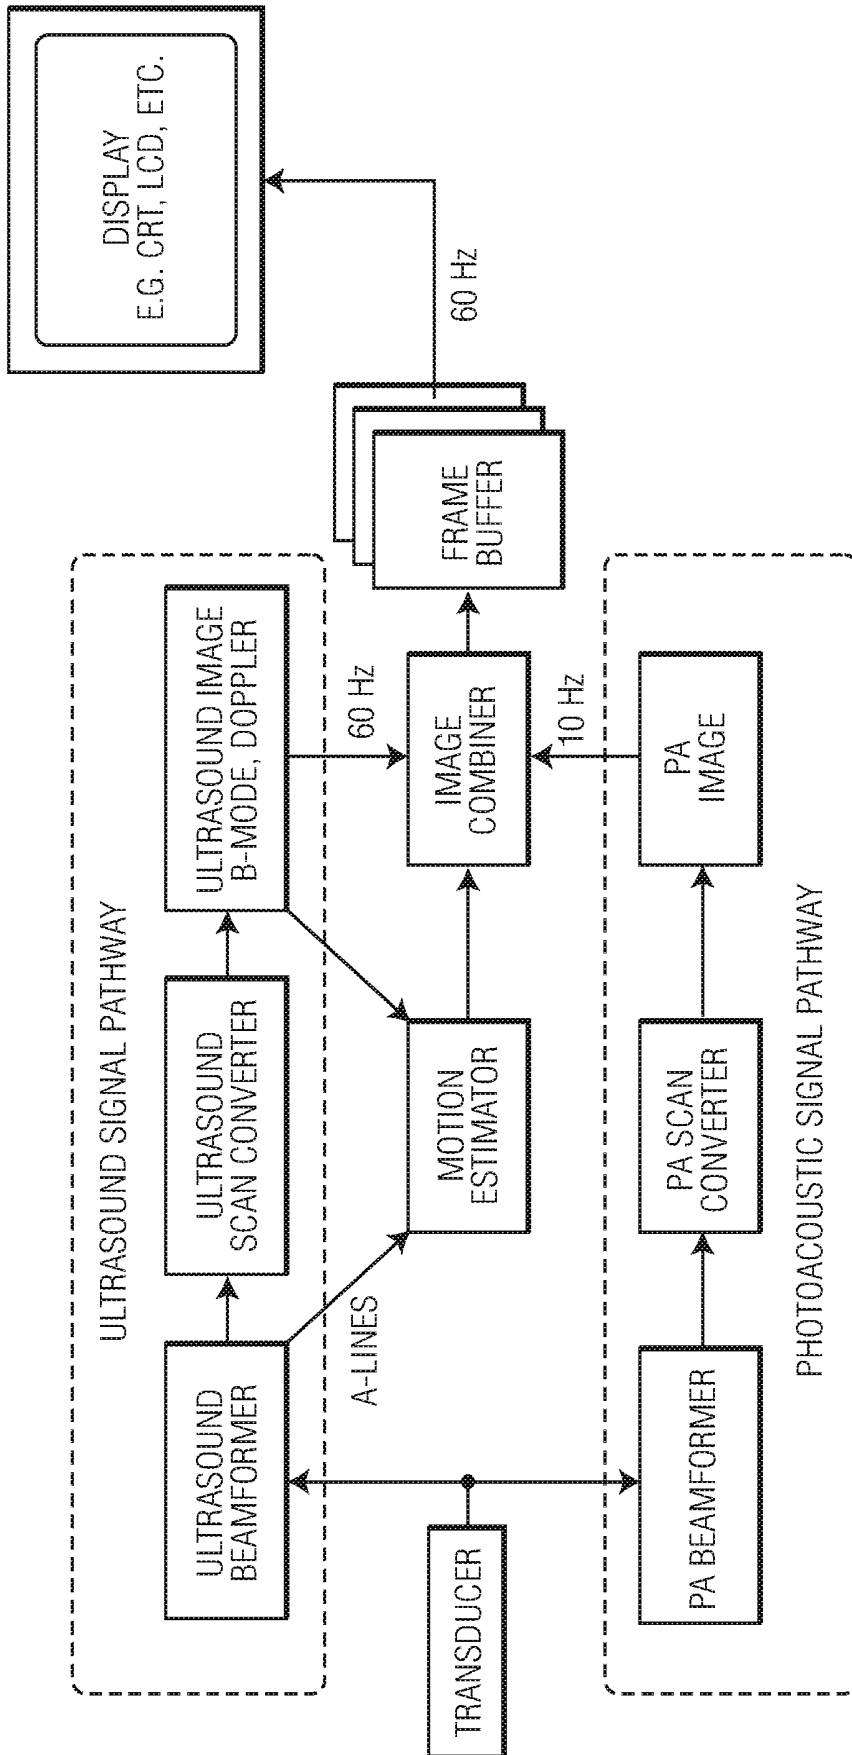 ULTRASOUND SIGNAL PATHWAY
ULTRASOUND
BEAMFORMER
ULTRASOUND
SCAN CONVERTER
ULTRASOUND IMAGE
B-MODE, DOPPLER
DISPLAY
E.G. CRT, LCD, ETC.
A-LINES
60 Hz
60 Hz
TRANSDUCER
MOTION
ESTIMATOR
IMAGE
COMBINER
FRAME
BUFFER
10 Hz
PA BEAMFORMER
PA SCAN
CONVERTER
PA
IMAGE
PHOTOACOUSTIC SIGNAL PATHWAY